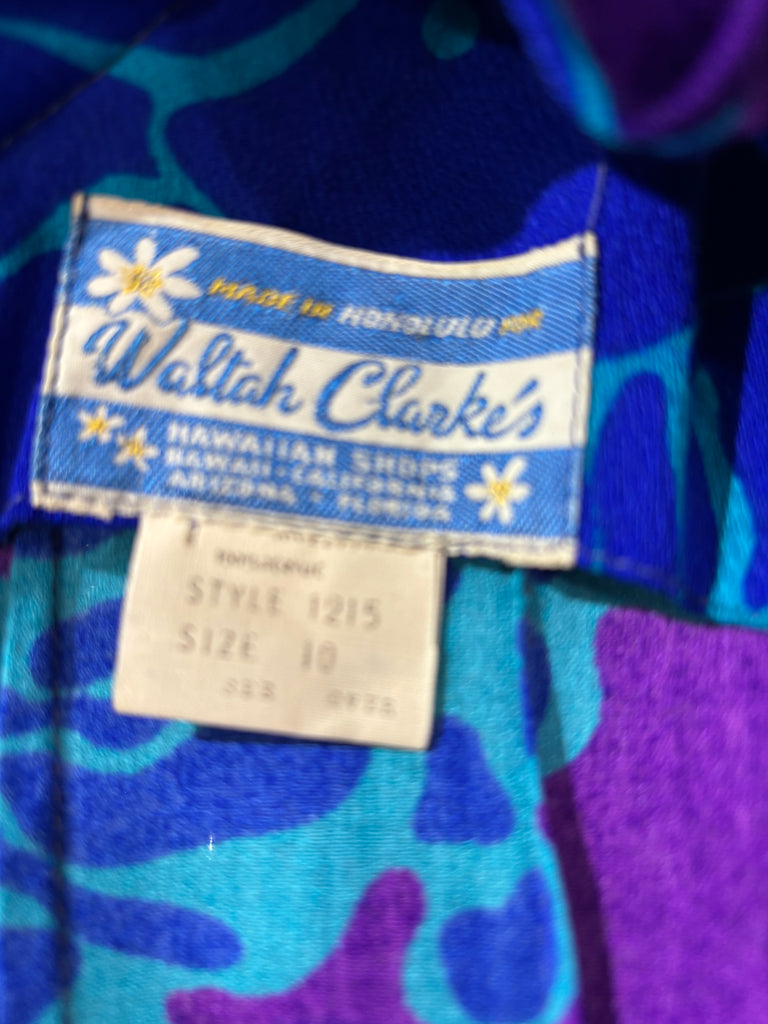 MADE IN HONOLULU FOR
Waltah Clarke's
HAWAIIAN SHOPS
HAWAII • CALIFORNIA
ARIZONA • FLORIDA
STYLE 1215
SIZE 10